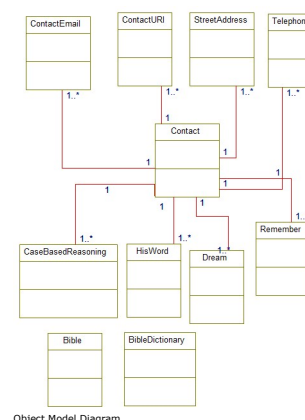 ContactEmail
ContactURI
StreetAddress
Telephon
1..*
1..*
1..*
1..*
1
1
Contact
1
1
1
1
1
1
1..*
1..*
1..
1..
CaseBasedReasoning
HisWord
Dream
Remember
Bible
BibleDictionary
Object Model Diagram